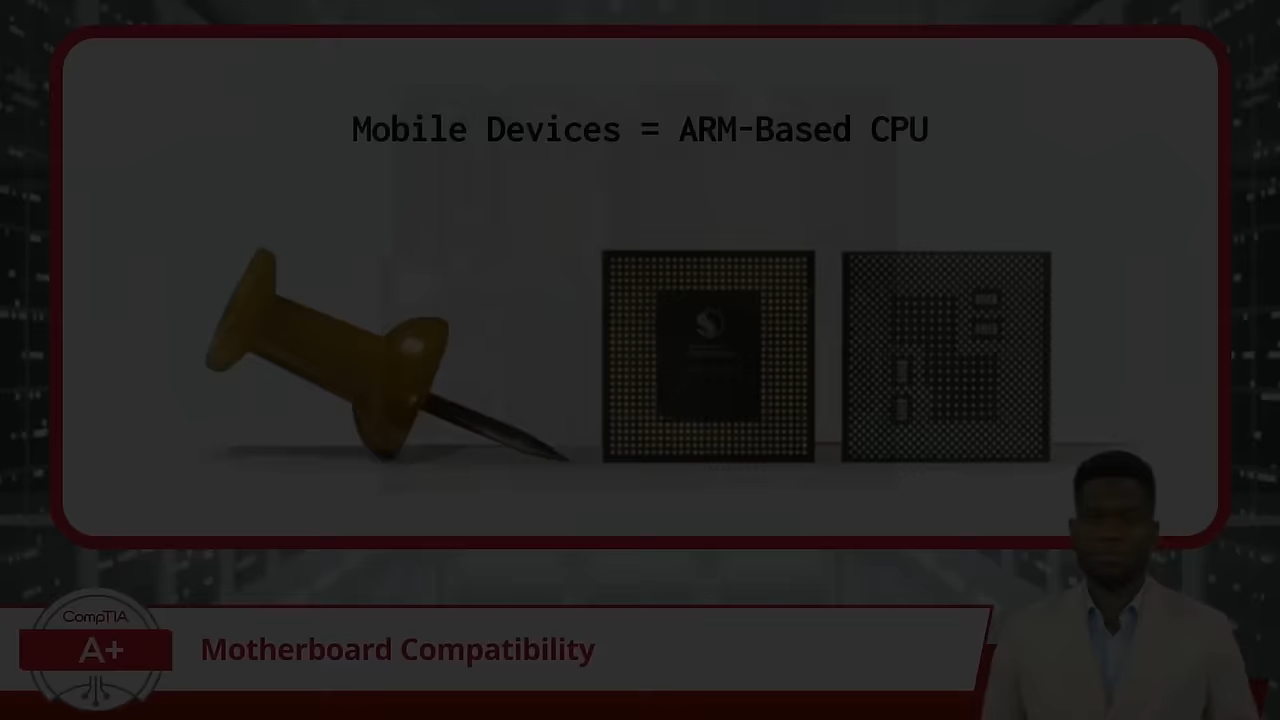 Mobile Devices = ARM-Based CPU
CompTIA
A+
Motherboard Compatibility